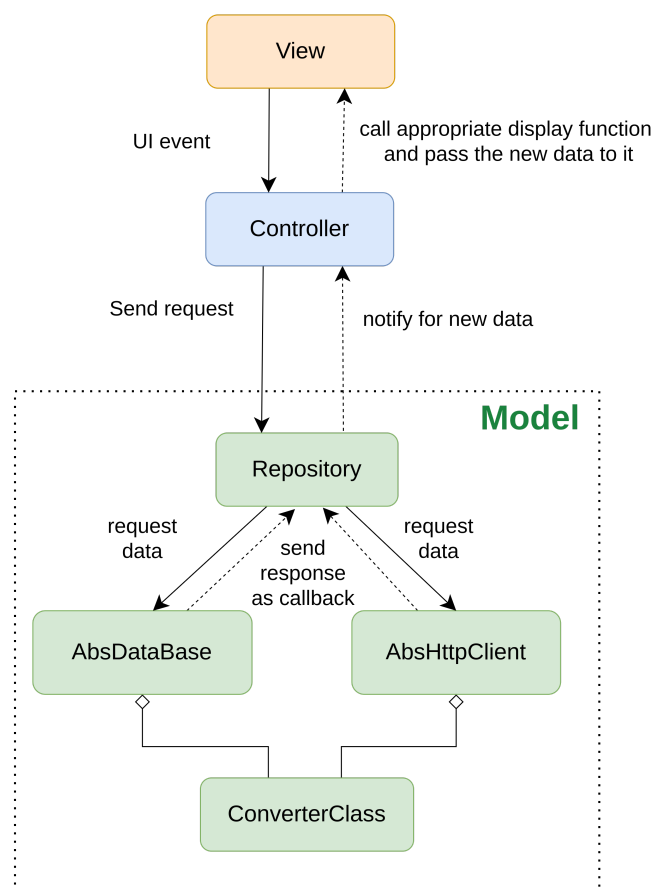 View
UI event
call appropriate display function
and pass the new data to it
Controller
Send request
notify for new data
Model
Repository
request
data
request
data
send
response
as callback
AbsDataBase
AbsHttpClient
ConverterClass